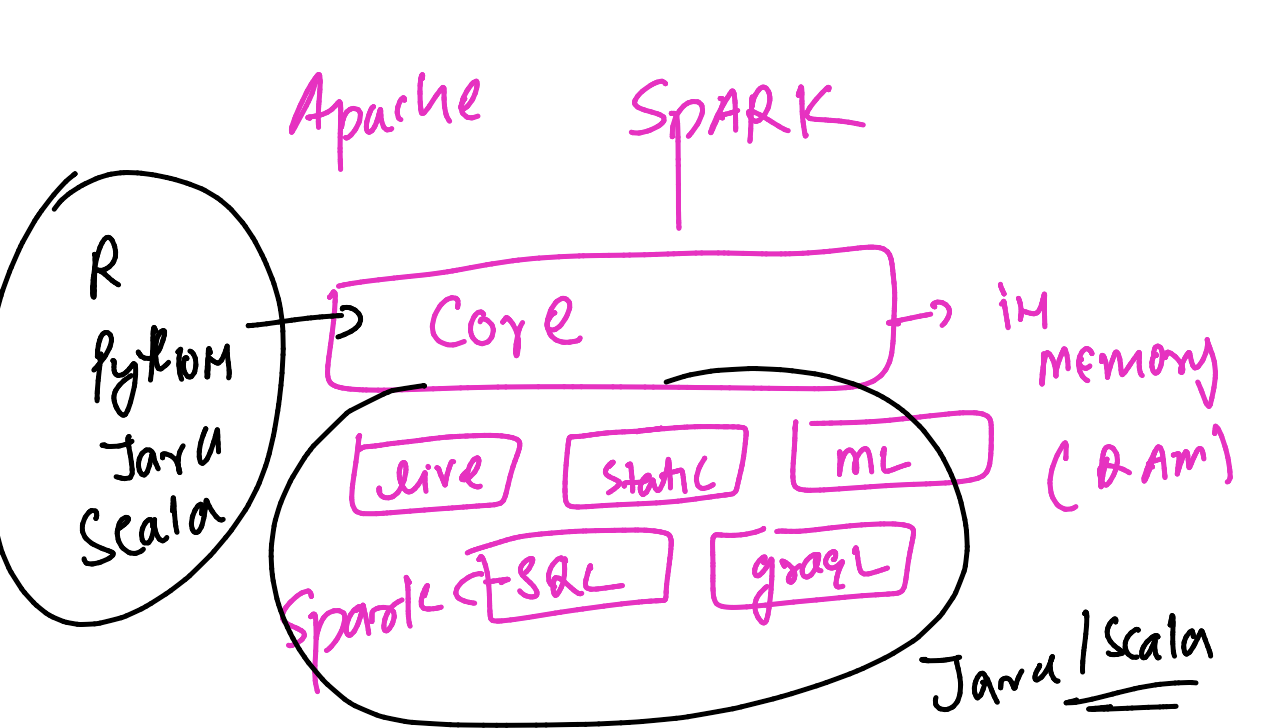 Apache SPARK
R
Python
Java
Scala
Core
in
memory
(RAM)
live
static
ML
Spark
SQL
graqL
Java / Scala